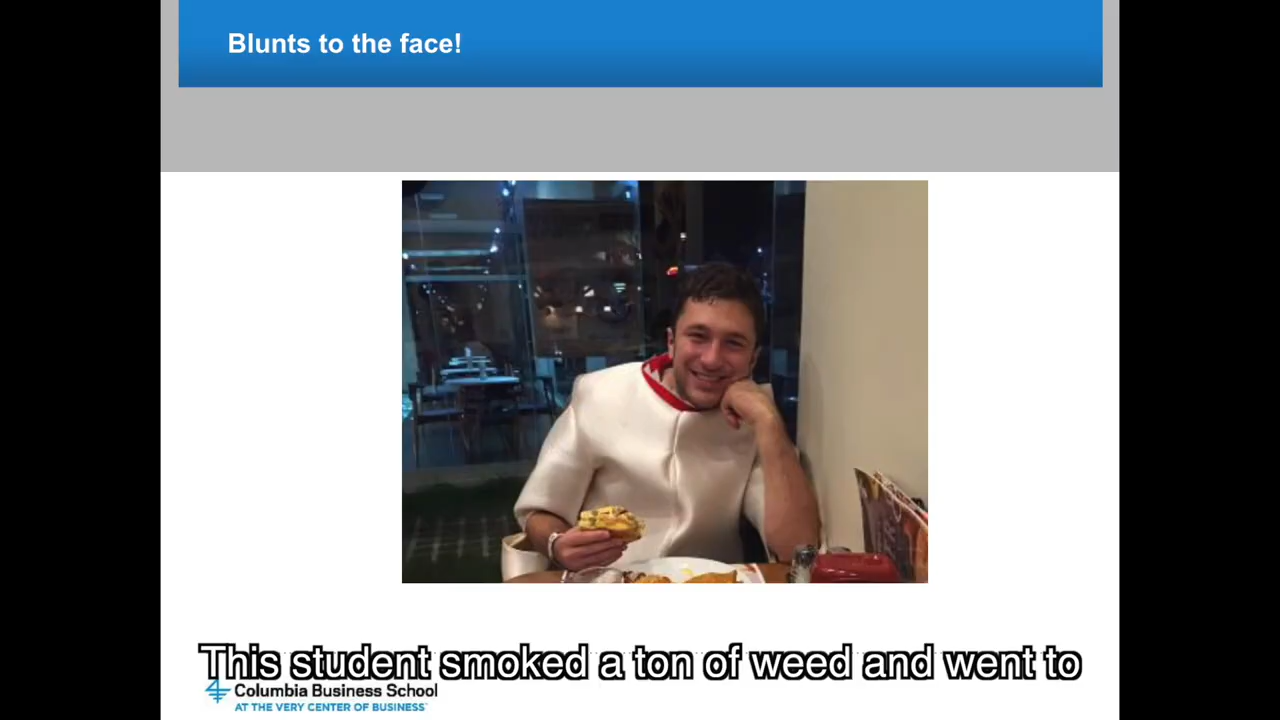 Blunts to the face!
This student smoked a ton of weed and went to
Columbia Business School
AT THE VERY CENTER OF BUSINESS™